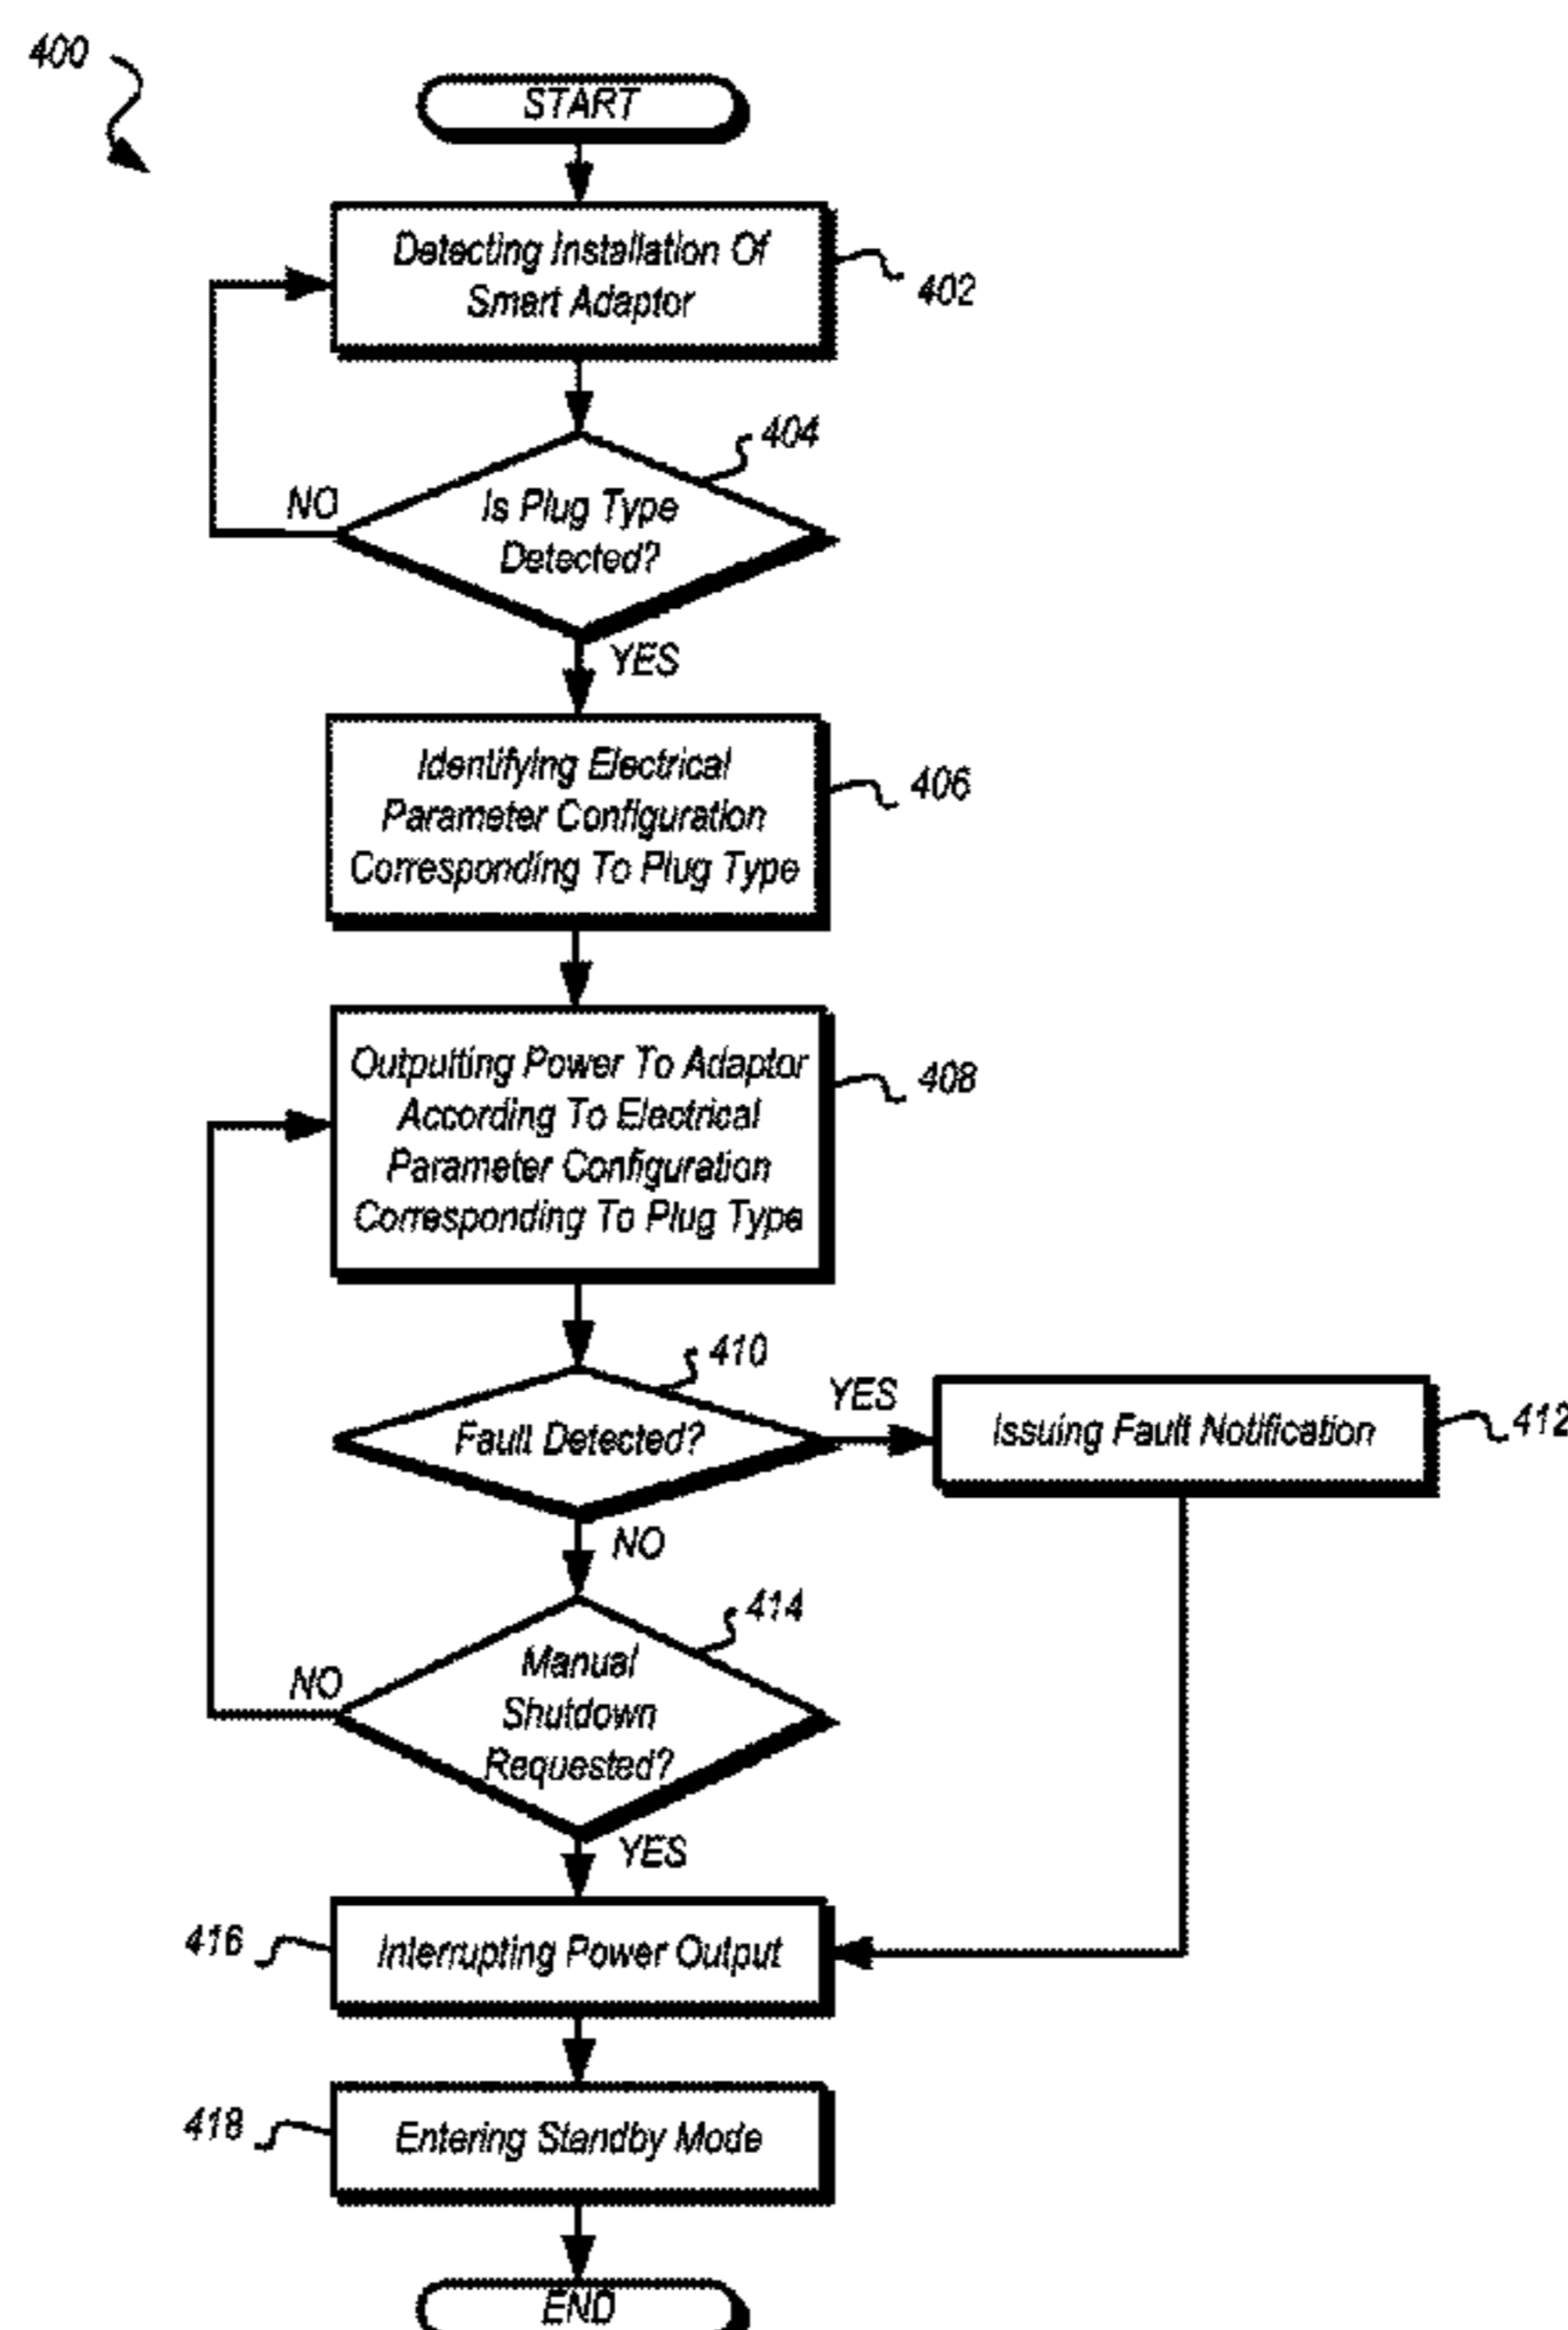 400
START
Detecting Installation Of
Smart Adaptor
402
404
Is Plug Type
Detected?
NO
YES
Identifying Electrical
Parameter Configuration
Corresponding To Plug Type
406
Outputting Power To Adaptor
According To Electrical
Parameter Configuration
Corresponding To Plug Type
408
410
Fault Detected?
YES
Issuing Fault Notification
412
NO
414
Manual
Shutdown
Requested?
NO
YES
416
Interrupting Power Output
418
Entering Standby Mode
END